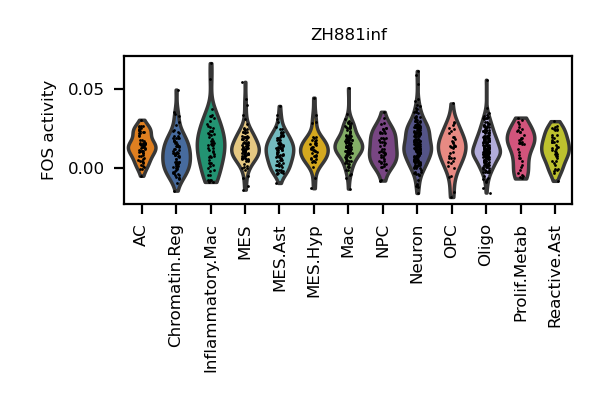 ZH881inf
FOS activity
0.05
0.00
AC
Chromatin.Reg
Inflammatory.Mac
MES
MES.Ast
MES.Hyp
Mac
NPC
Neuron
OPC
Oligo
Prolif.Metab
Reactive.Ast